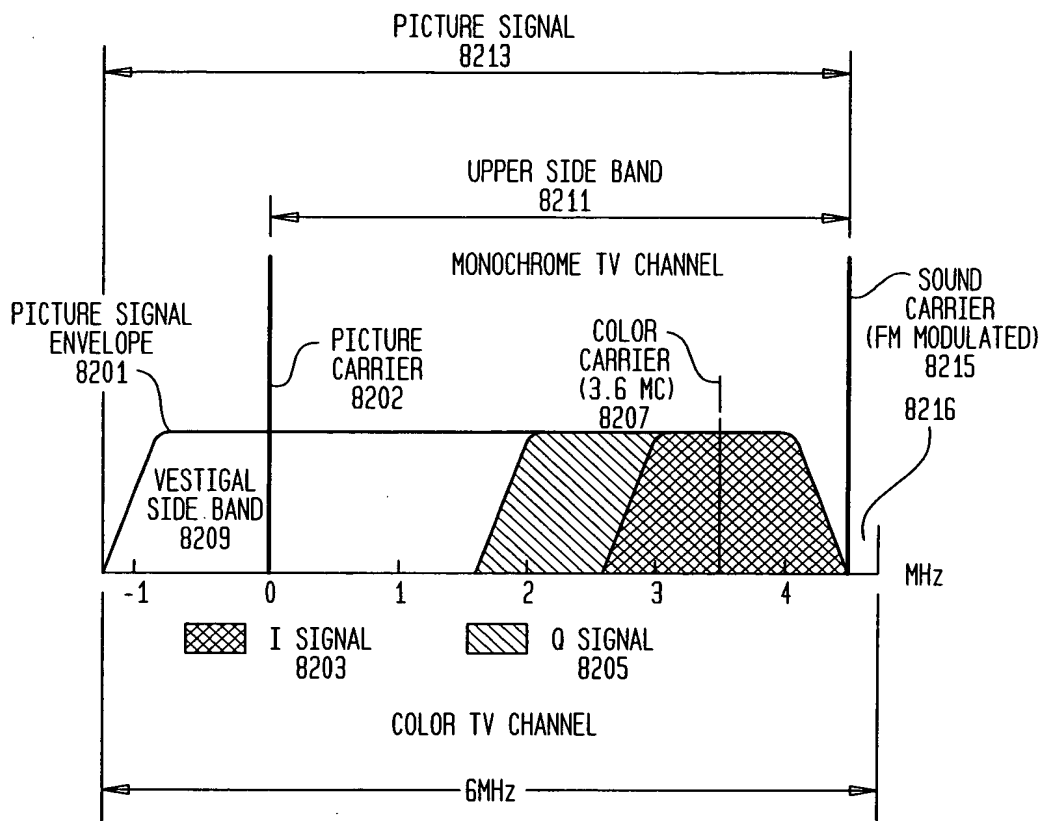 PICTURE SIGNAL
8213
UPPER SIDE BAND
8211
MONOCHROME TV CHANNEL
SOUND
CARRIER
(FM MODULATED)
8215
PICTURE SIGNAL
ENVELOPE
8201
PICTURE
CARRIER
8202
COLOR
CARRIER
(3.6 MC)
8207
8216
VESTIGAL
SIDE BAND
8209
-1 0 1 2 3 4 MHz
I SIGNAL
8203
Q SIGNAL
8205
COLOR TV CHANNEL
6MHz